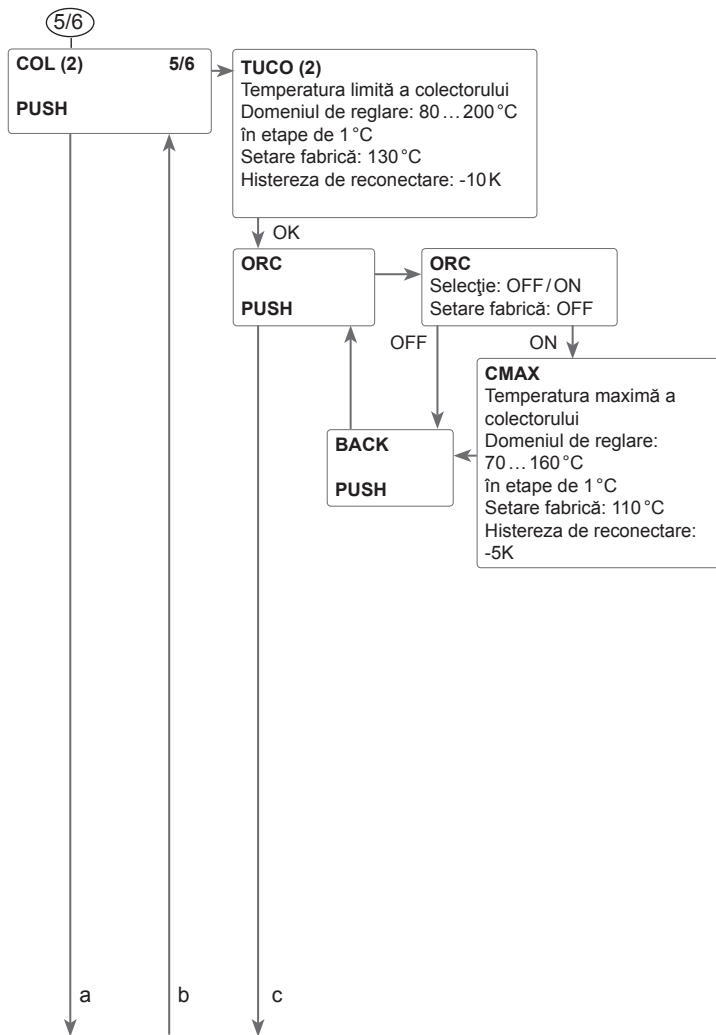 5/6
COL (2) 5/6
PUSH
TUCO (2)
Temperatura limită a colectorului
Domeniul de reglare: 80…200 °C
în etape de 1 °C
Setare fabrică: 130 °C
Histereza de reconectare: -10 K
OK
ORC
PUSH
ORC
Selecţie: OFF / ON
Setare fabrică: OFF
OFF
ON
CMAX
Temperatura maximă a
colectorului
Domeniul de reglare:
70…160 °C
în etape de 1 °C
Setare fabrică: 110 °C
Histereza de reconectare:
-5K
BACK
PUSH
a
b
c